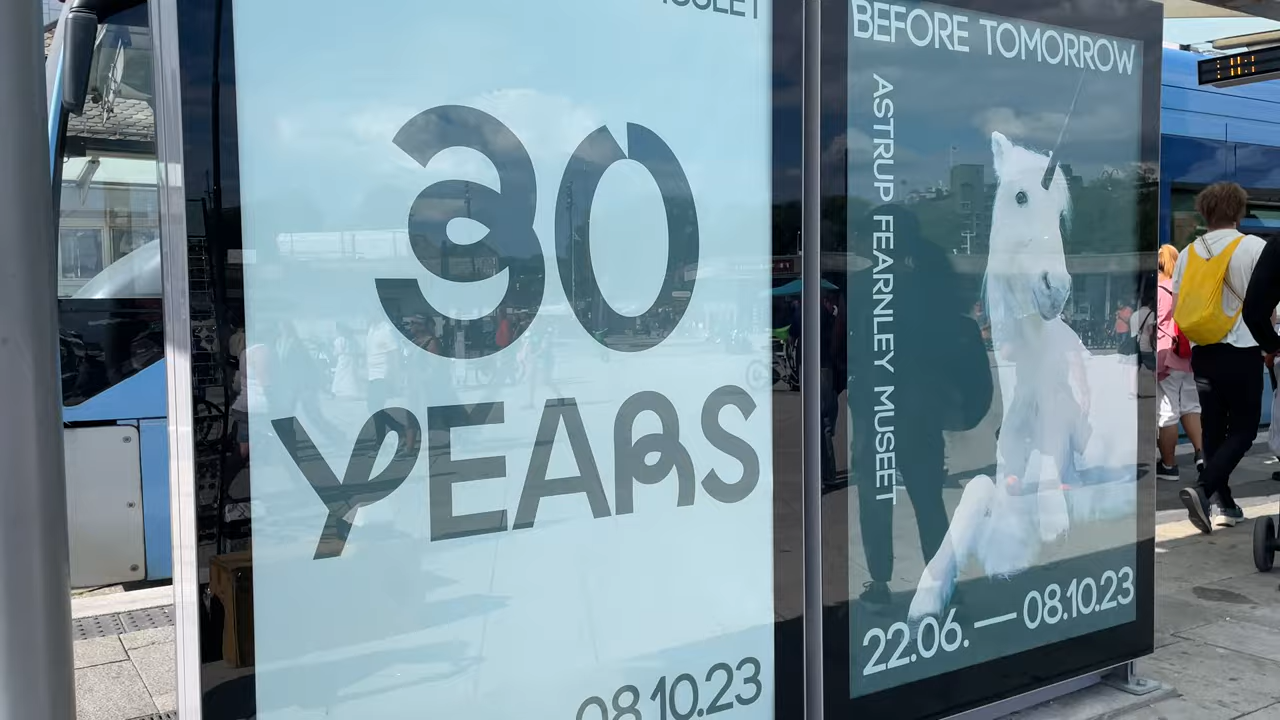 30
YEARS
08.10.23
BEFORE TOMORROW
ASTRUP FEARNLEY MUSEET
22.06.—08.10.23